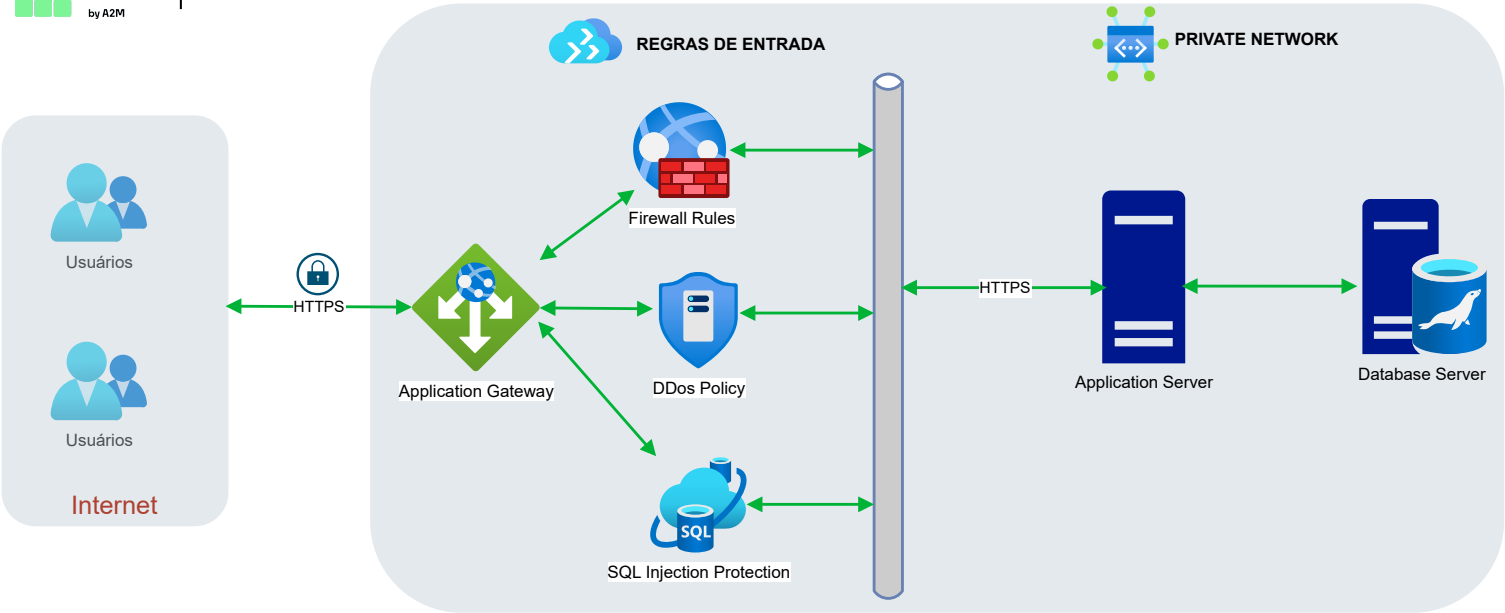 by A2M
REGRAS DE ENTRADA
PRIVATE NETWORK
Usuários
Usuários
Internet
HTTPS
Application Gateway
Firewall Rules
DDos Policy
SQL
SQL Injection Protection
HTTPS
Application Server
Database Server